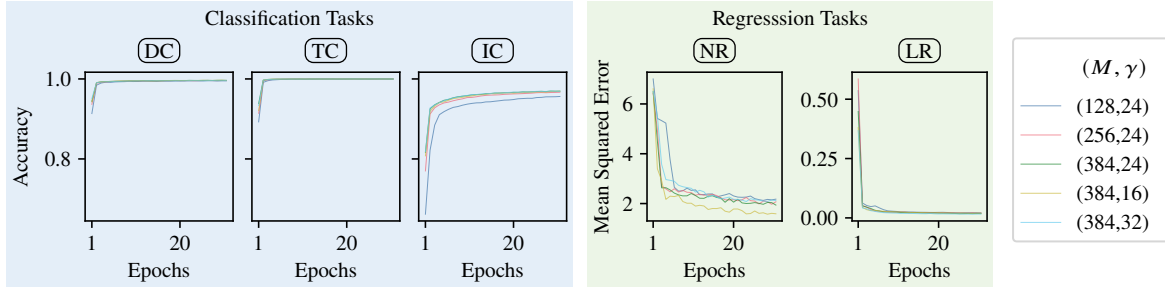 Classification Tasks
DC
TC
IC
Accuracy
1.0
0.8
1
20
Epochs
1
20
Epochs
1
20
Epochs
Regresssion Tasks
NR
LR
Mean Squared Error
6
4
2
1
20
Epochs
0.50
0.25
0.00
1
20
Epochs
(M, γ)
(128,24)
(256,24)
(384,24)
(384,16)
(384,32)